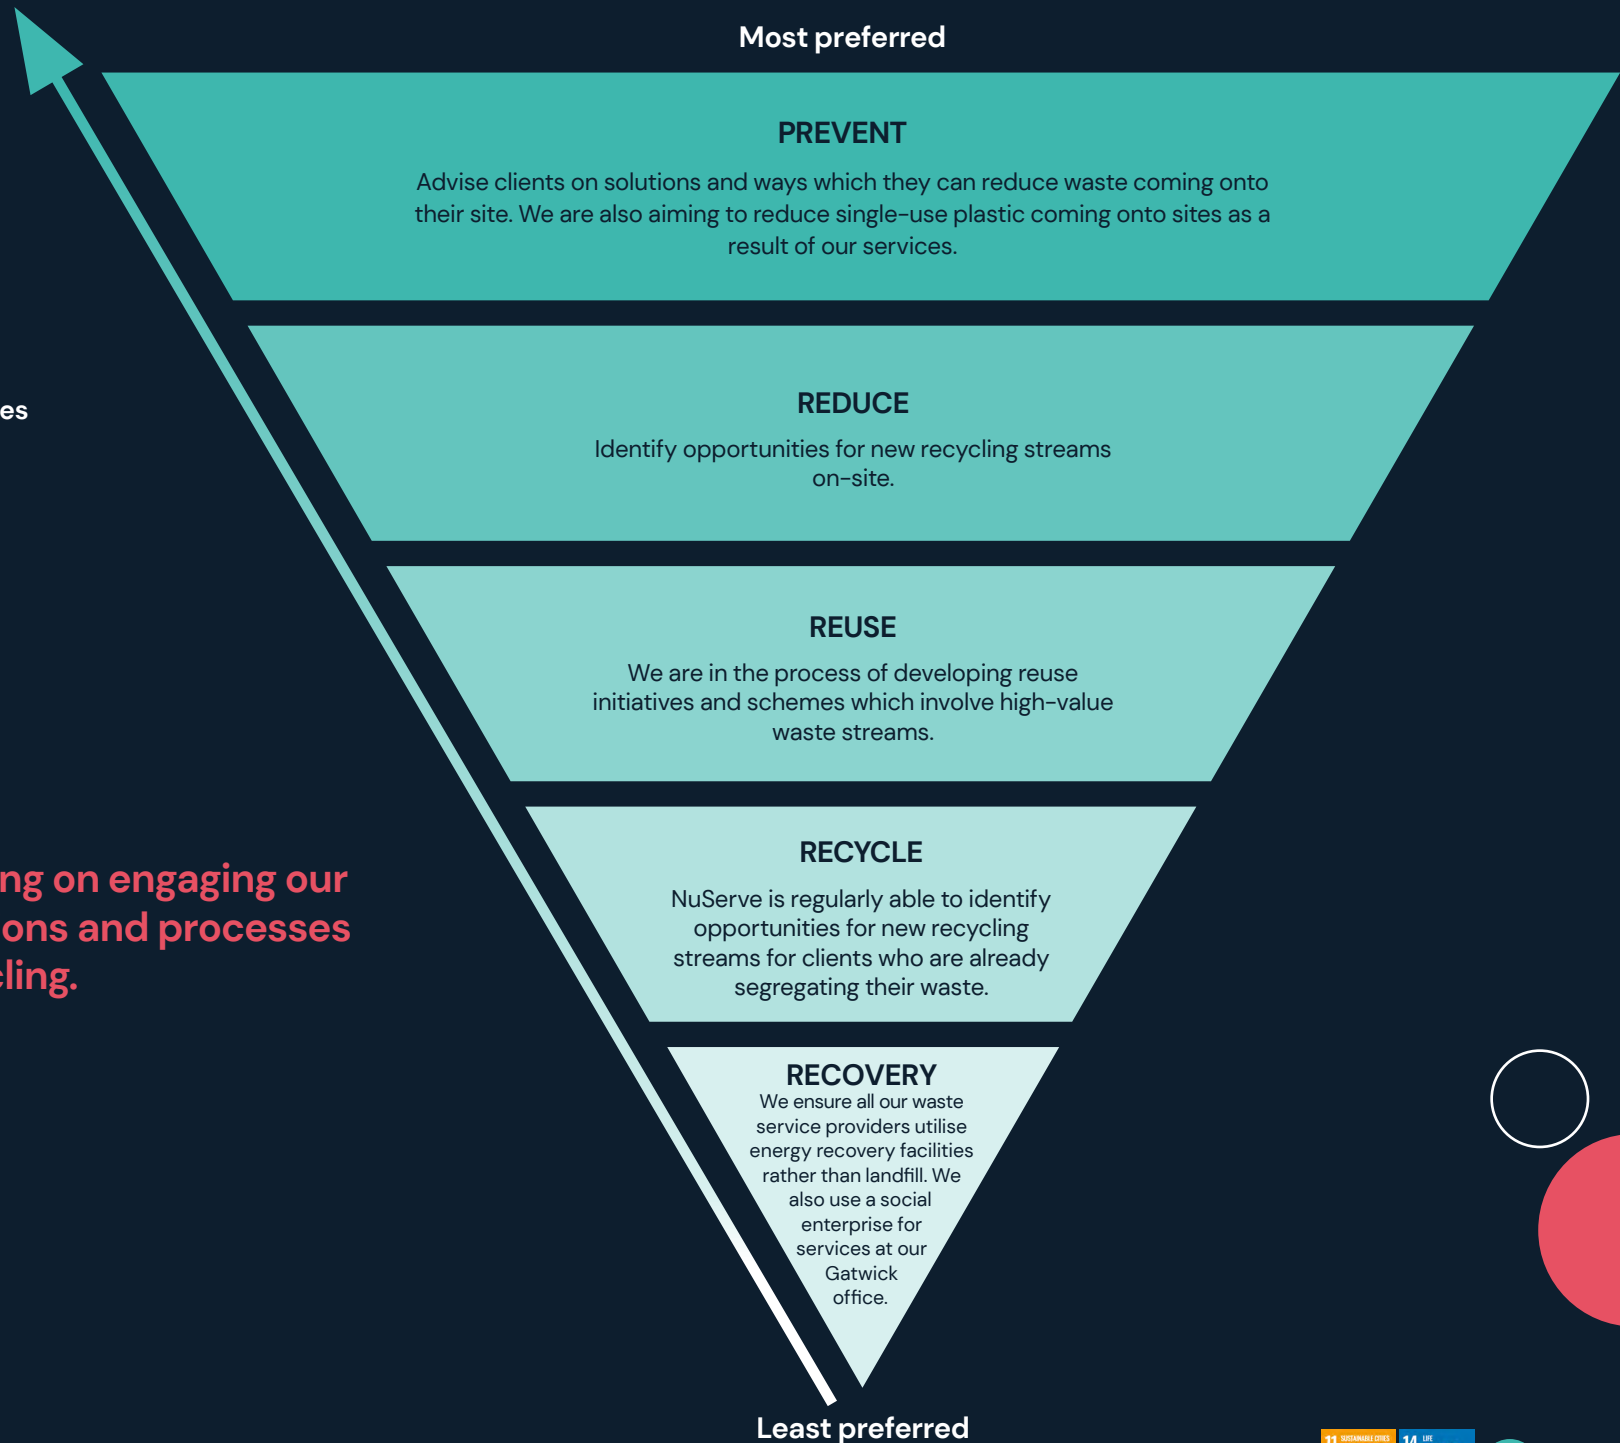 Most preferred
PREVENT
Advise clients on solutions and ways which they can reduce waste coming onto
their site. We are also aiming to reduce single-use plastic coming onto sites as a
result of our services.
REDUCE
Identify opportunities for new recycling streams
on-site.
es
REUSE
We are in the process of developing reuse
initiatives and schemes which involve high-value
waste streams.
RECYCLE
NuServe is regularly able to identify
opportunities for new recycling
streams for clients who are already
segregating their waste.
ng on engaging our
ons and processes
cling.
RECOVERY
We ensure all our waste
service providers utilise
energy recovery facilities
rather than landfill. We
also use a social
enterprise for
services at our
Gatwick
office.
Least preferred
11 SUSTAINABLE CITIES
14 LIFE